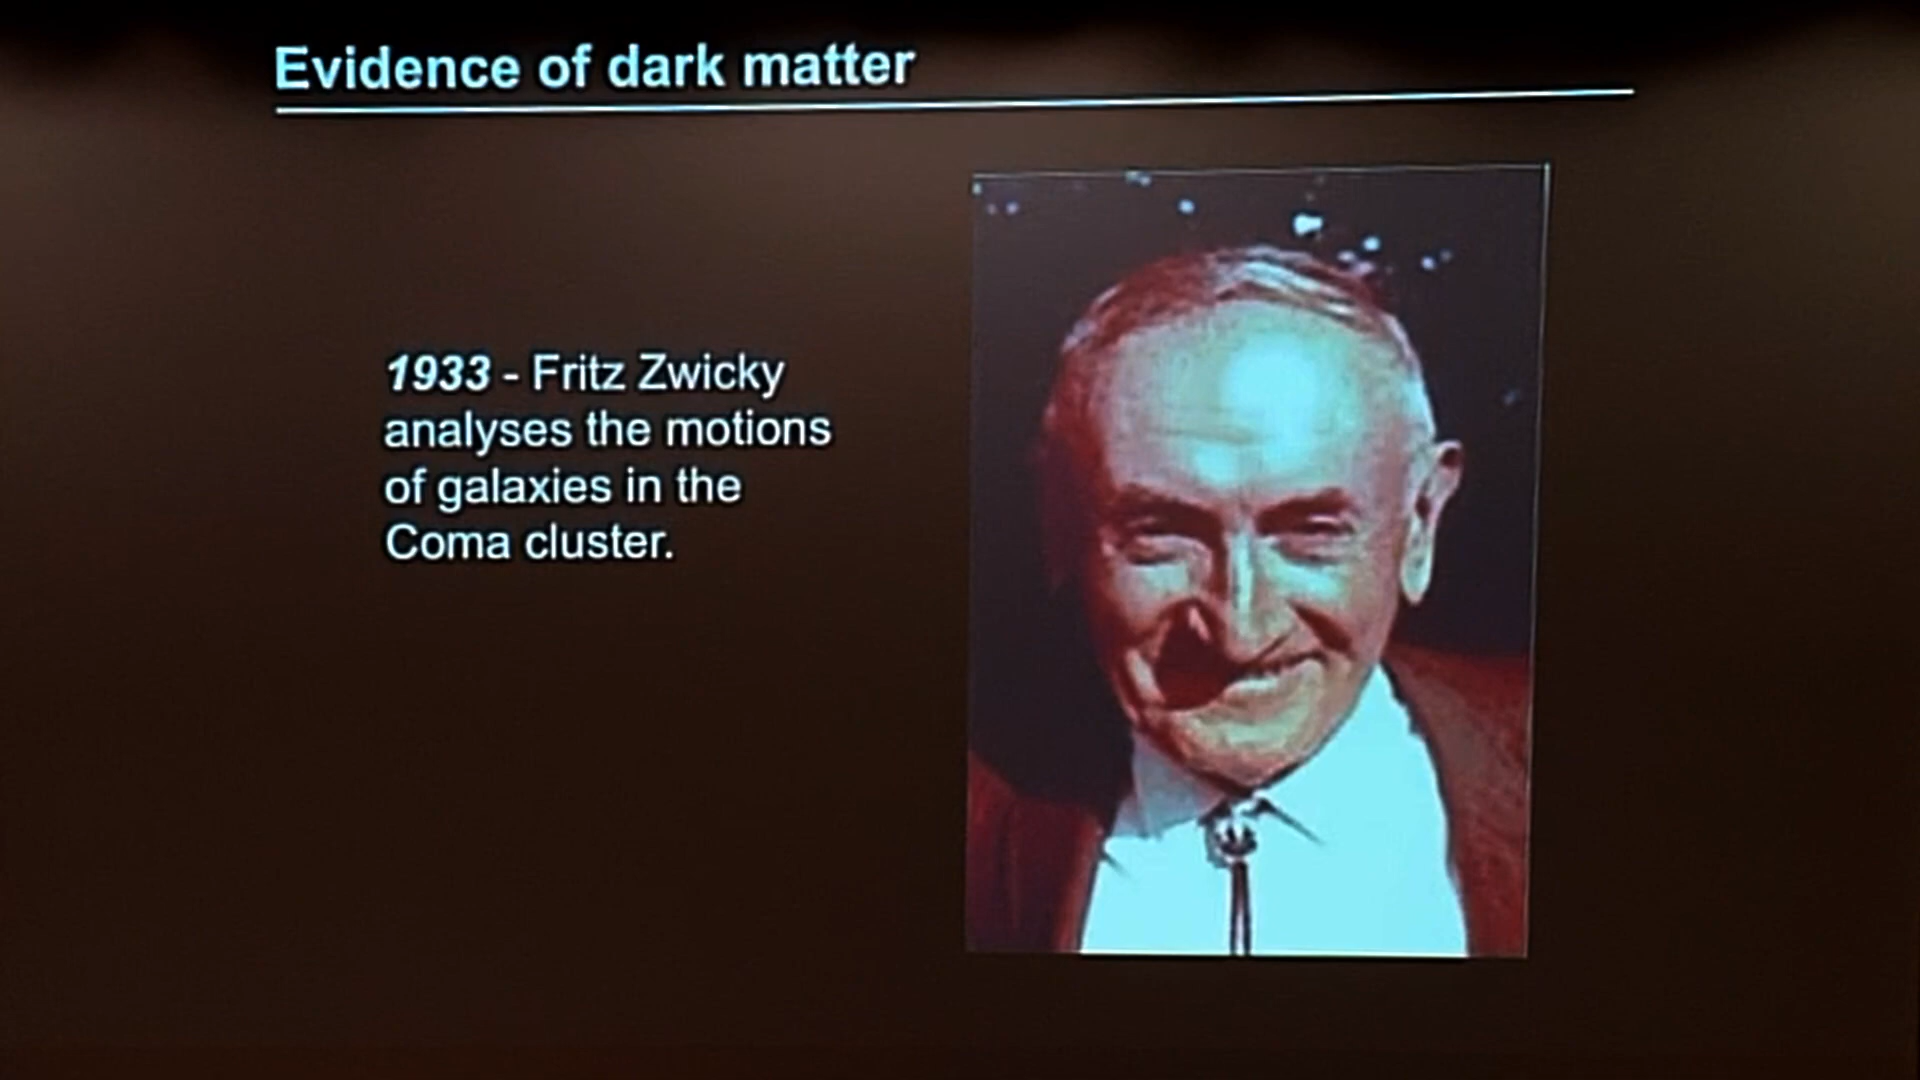 Evidence of dark matter
1933 - Fritz Zwicky
analyses the motions
of galaxies in the
Coma cluster.